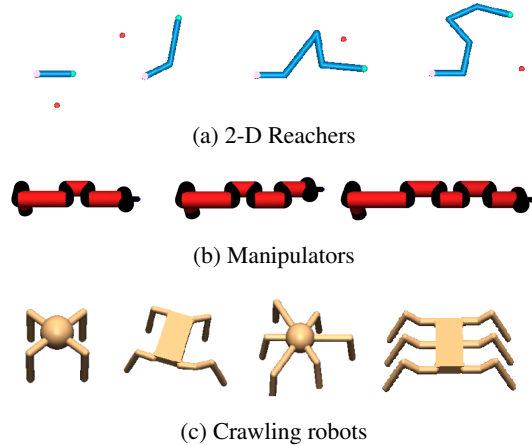 (a) 2-D Reachers
(b) Manipulators
(c) Crawling robots